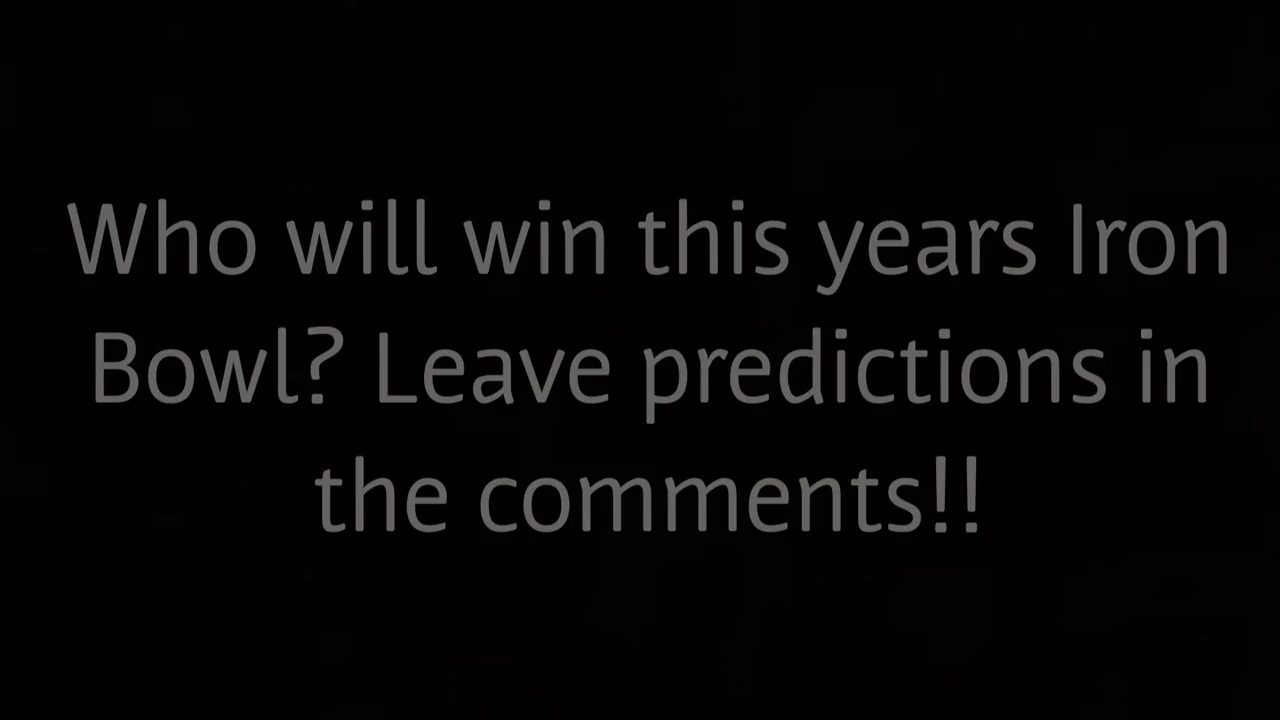 Who will win this years Iron
Bowl? Leave predictions in
the comments!!